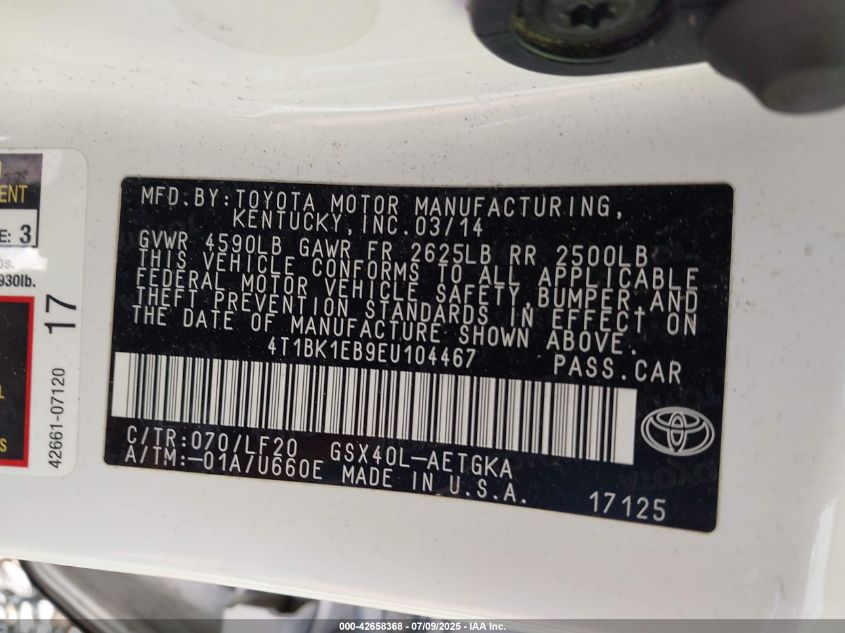 MFD.BY:TOYOTA MOTOR MANUFACTURING,
KENTUCKY,INC.03/14
GVWR 4590LB GAWR FR 2625LB RR 2500LB
THIS VEHICLE CONFORMS TO ALL APPLICABLE
FEDERAL MOTOR VEHICLE SAFETY,BUMPER,AND
THEFT PREVENTION STANDARDS IN EFFECT ON
THE DATE OF MANUFACTURE SHOWN ABOVE.
4T1BK1EB9EU104467 PASS.CAR
C/TR:070/LF20 GSX40L-AETGKA
A/TM:-01A/U660E MADE IN U.S.A.
17125
ENT
E: 3
930lb.
17
42661-07120
000-42658368 - 07/09/2025 - IAA Inc.